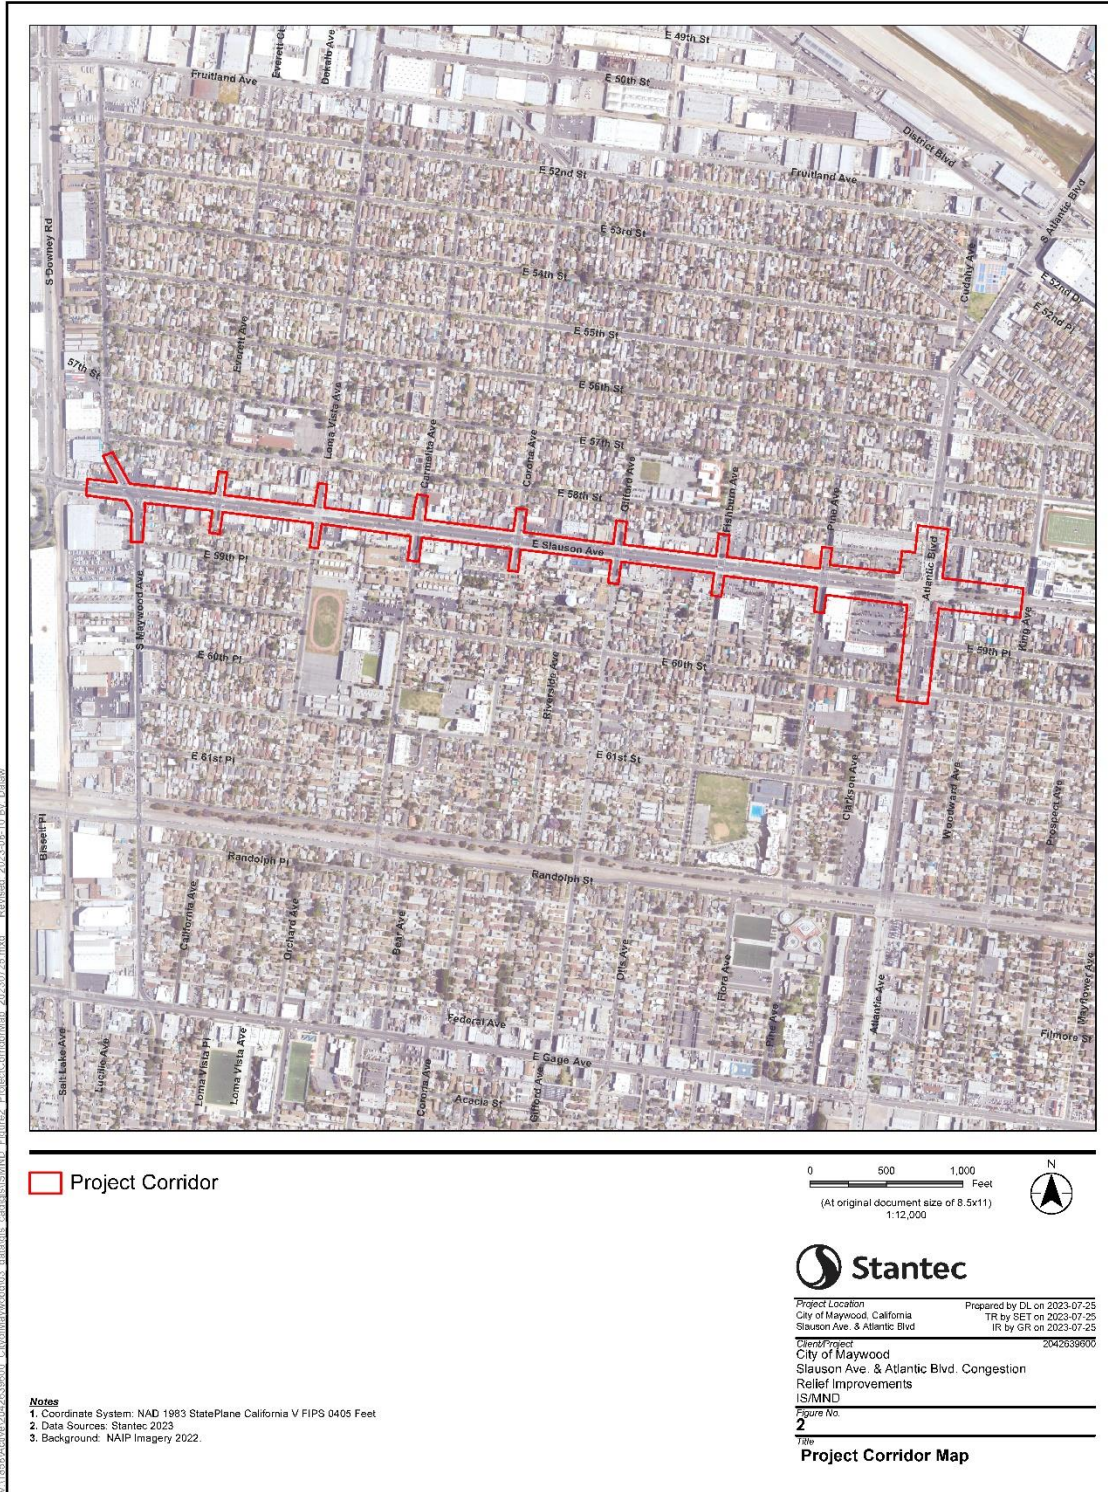 E 49th St
Everett Ct
Dekalb Ave
Fruitland Ave
E 50th St
District Blvd
E 52nd St
Fruitland Ave
S Atlantic Blvd
S Downey Rd
E 53rd St
Cudahy Ave
E 54th St
E 52nd Dr
E 52nd Pl
Everett Ave
E 55th St
57th St
E 56th St
Loma Vista Ave
Carmelita Ave
Corona Ave
E 57th St
Gifford Ave
Fishburn Ave
E 58th St
Pine Ave
E Slauson Ave
Atlantic Blvd
E 59th Pl
S Maywood Ave
King Ave
E 59th Pl
E 60th Pl
Riverside Ave
E 60th St
E 61st Pl
E 61st St
Clarkson Ave
Woodward Ave
Prospect Ave
Bissell Pl
Randolph Pl
Randolph St
California Ave
Orchard Ave
Bear Ave
Otis Ave
Flora Ave
Pine Ave
Atlantic Ave
Mayflower Ave
Filmore St
Federal Ave
E Gage Ave
Salt Lake Ave
Lucille Ave
Loma Vista Pl
Loma Vista Ave
Corona Ave
Acacia St
Gifford Ave
Project Corridor
0 500 1,000
Feet
(At original document size of 8.5x11)
1:12,000
N
Stantec
Project Location
City of Maywood, California
Slauson Ave. & Atlantic Blvd
Prepared by DL on 2023-07-25
TR by SET on 2023-07-25
IR by GR on 2023-07-25
Client/Project 2042639600
City of Maywood
Slauson Ave. & Atlantic Blvd. Congestion
Relief Improvements
IS/MND
Figure No.
2
Title
Project Corridor Map
Notes
1. Coordinate System: NAD 1983 StatePlane California V FIPS 0405 Feet
2. Data Sources: Stantec 2023
3. Background: NAIP Imagery 2022.